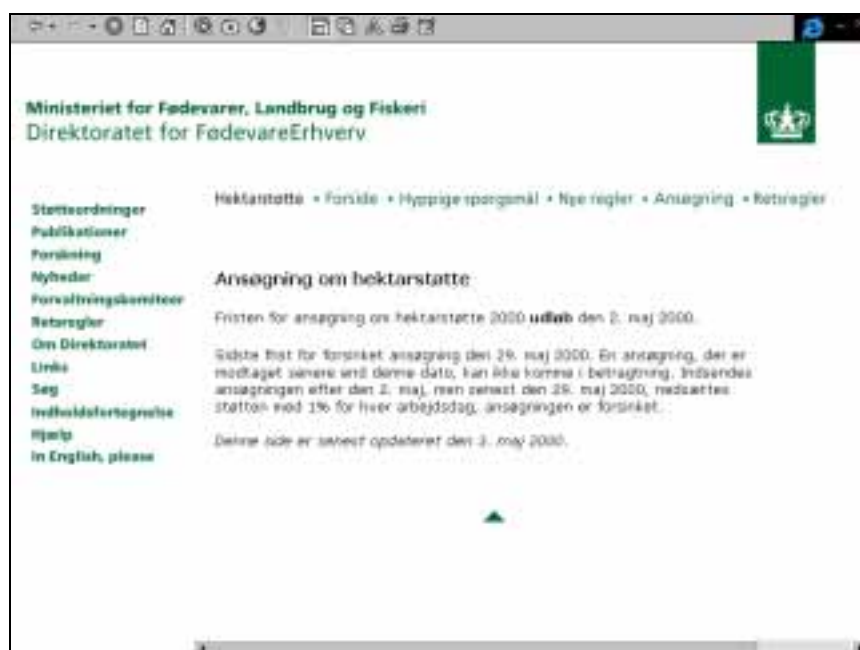 Ministeriet for Fødevarer, Landbrug og Fiskeri
Direktoratet for FødevareErhverv
Hektarstøtte • Forside • Hyppige spørgsmål • Nye regler • Ansøgning • Retsregler
Støtteordninger
Publikationer
Forskning
Nyheder
Forvaltningskomiteer
Retsregler
Om Direktoratet
Links
Søg
Indholdsfortegnelse
Hjælp
In English, please
Ansøgning om hektarstøtte
Fristen for ansøgning om hektarstøtte 2000 udløb den 2. maj 2000.
Sidste frist for forsinket ansøgning den 29. maj 2000. En ansøgning, der er
modtaget senere end denne dato, kan ikke komme i betragtning. Indsendes
ansøgningen efter den 2. maj, men senest den 29. maj 2000, nedsættes
støtten med 1% for hver arbejdsdag, ansøgningen er forsinket.
Denne side er senest opdateret den 3. maj 2000.